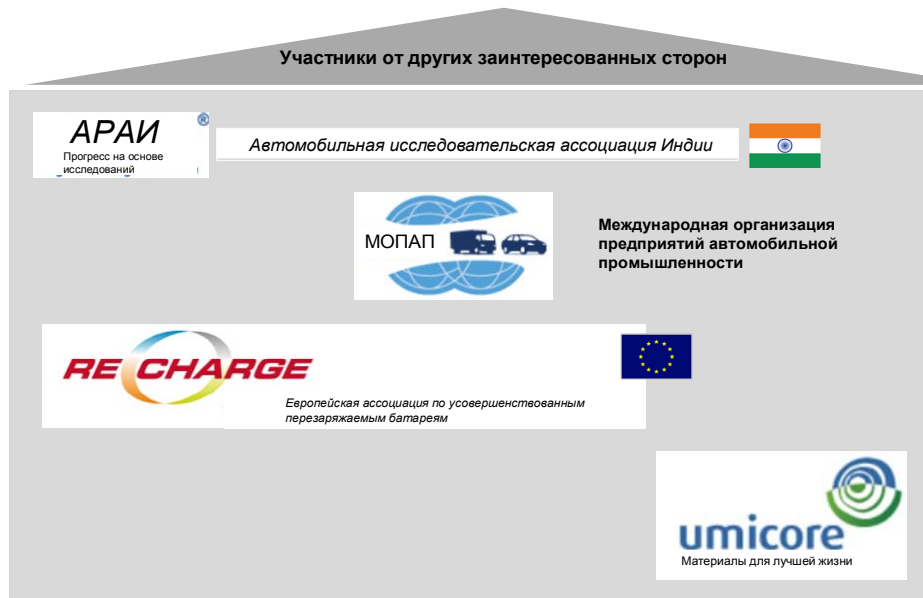 Участники от других заинтересованных сторон
АРАИ
®
Прогресс на основе
исследований
Автомобильная исследовательская ассоциация Индии
МОПАП
Международная организация
предприятий автомобильной
промышленности
RECHARGE
Европейская ассоциация по усовершенствованным
перезаряжаемым батареям
umicore
Материалы для лучшей жизни